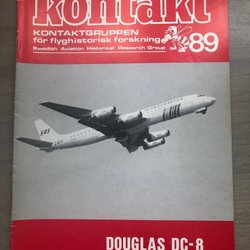 kontakt
KONTAKTGRUPPEN
för flyghistorisk forskning
Swedish Aviation Historical Research Group
89
SAS
DOUGLAS DC-8